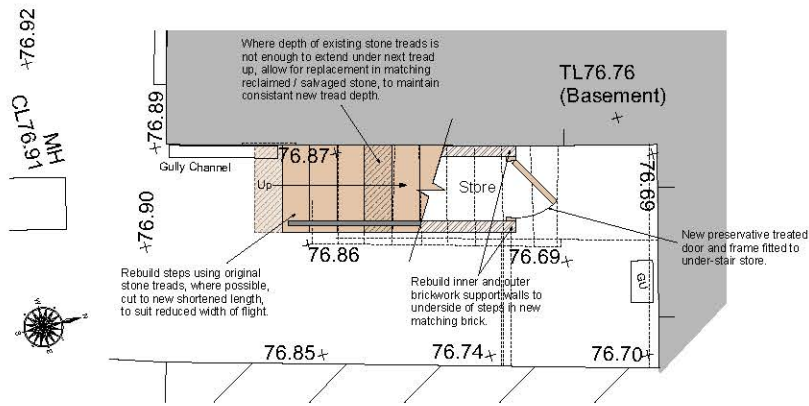 76.92
MH
CL76.91
76.89
76.90
Where depth of existing stone treads is
not enough to extend under next tread
up, allow for replacement in matching
reclaimed / salvaged stone, to maintain
consistant new tread depth.
TL76.76
(Basement)
Gully Channel
76.87
Up
Store
76.69
76.86
76.69
New preservative treated
door and frame fitted to
under-stair store.
GU
Rebuild steps using original
stone treads, where possible,
cut to new shortened length,
to suit reduced width of flight.
Rebuild inner and outer
brickwork support walls to
underside of steps in new
matching brick.
76.85
76.74
76.70
N
E
S
W